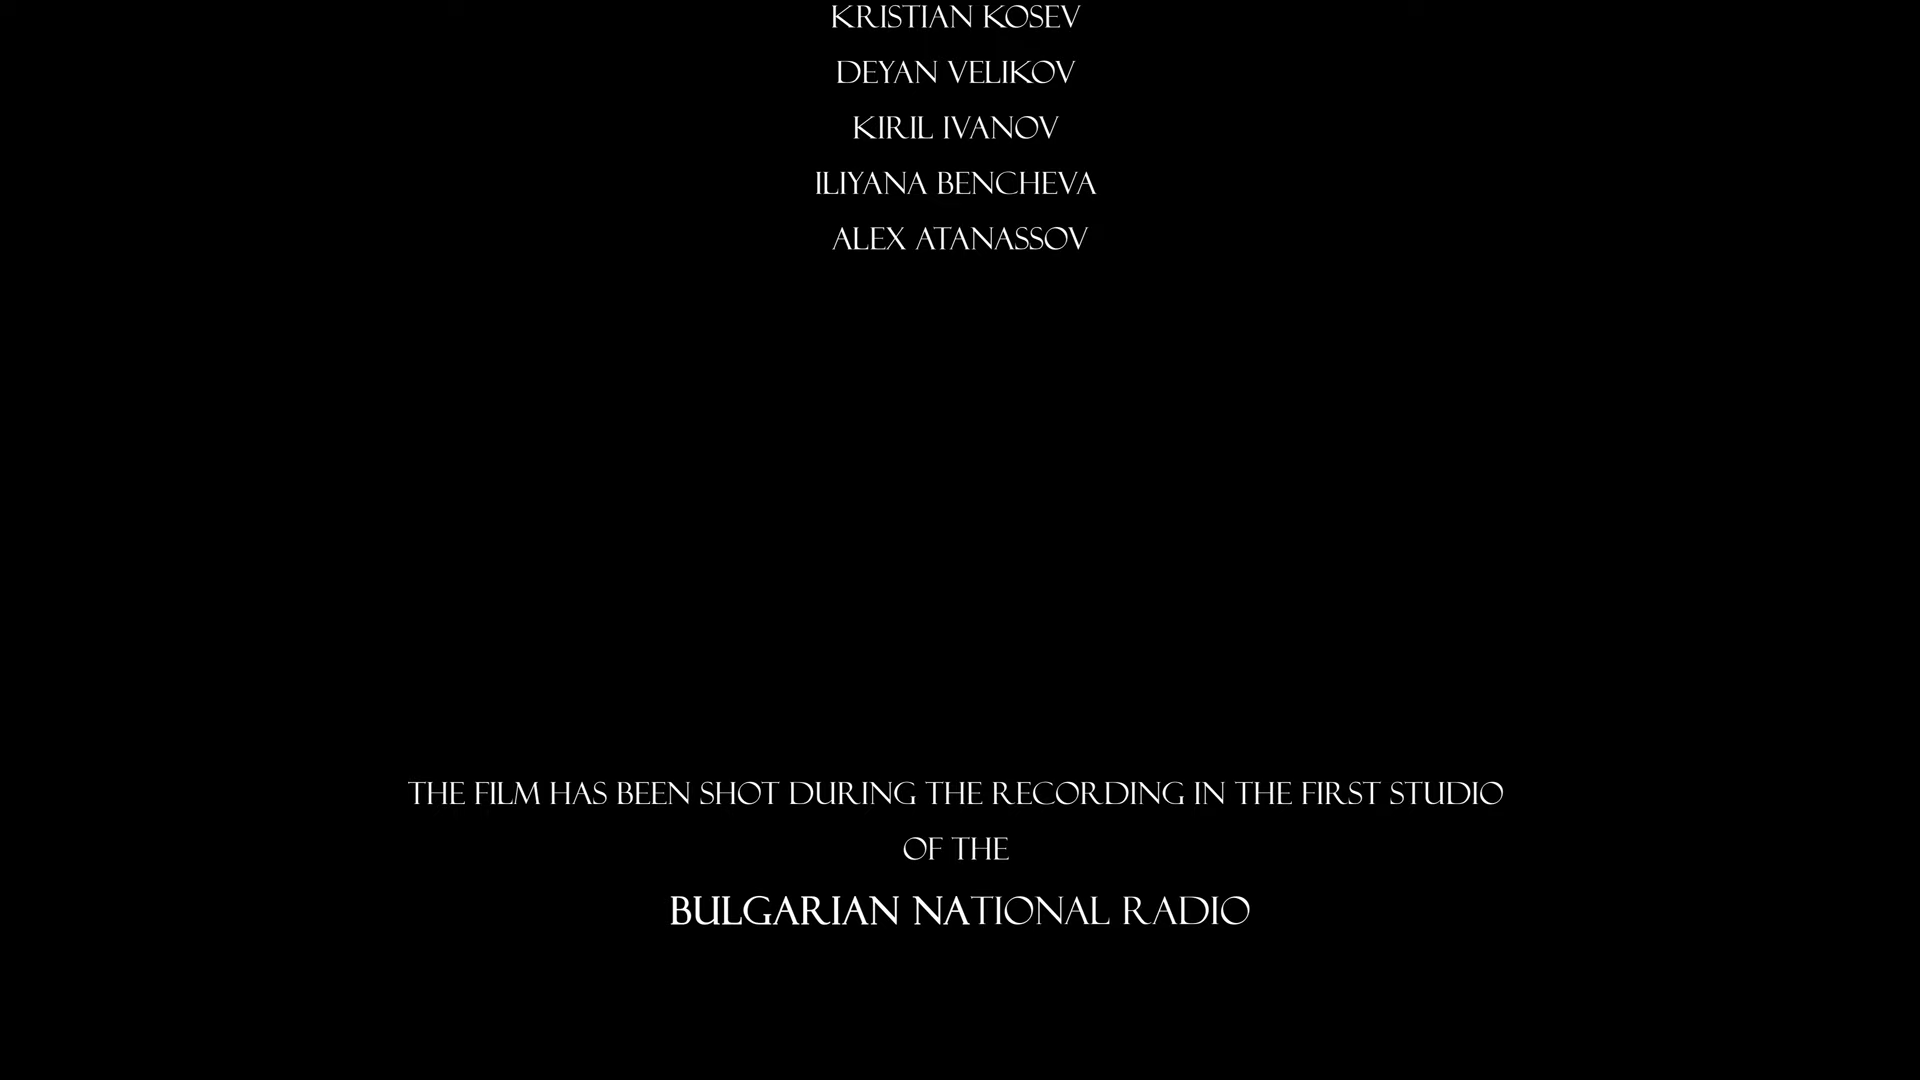 KRISTIAN KOSEV
DEYAN VELIKOV
KIRIL IVANOV
ILIYANA BENCHEVA
ALEX ATANASSOV
THE FILM HAS BEEN SHOT DURING THE RECORDING IN THE FIRST STUDIO
OF THE
BULGARIAN NATIONAL RADIO